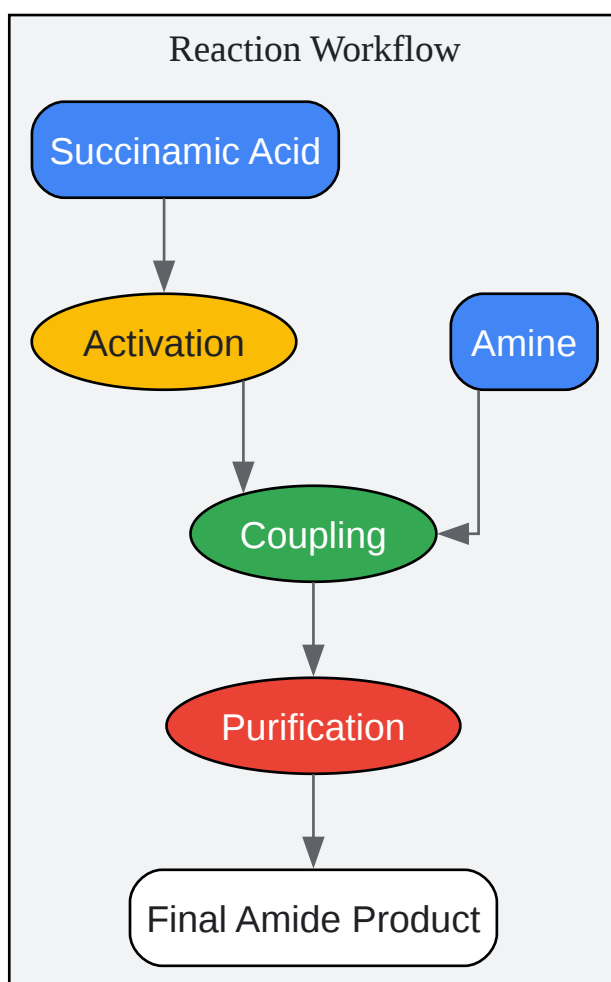 Reaction Workflow
Succinamic Acid
Activation
Amine
Coupling
Purification
Final Amide Product